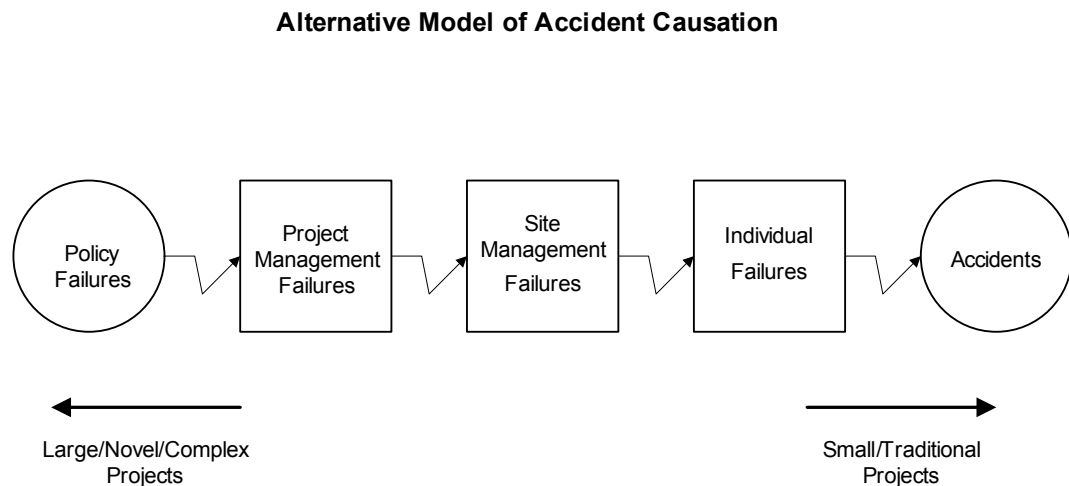 Alternative Model of Accident Causation
Policy
Failures
Project
Management
Failures
Site
Management
Failures
Individual
Failures
Accidents
Large/Novel/Complex
Projects
Small/Traditional
Projects